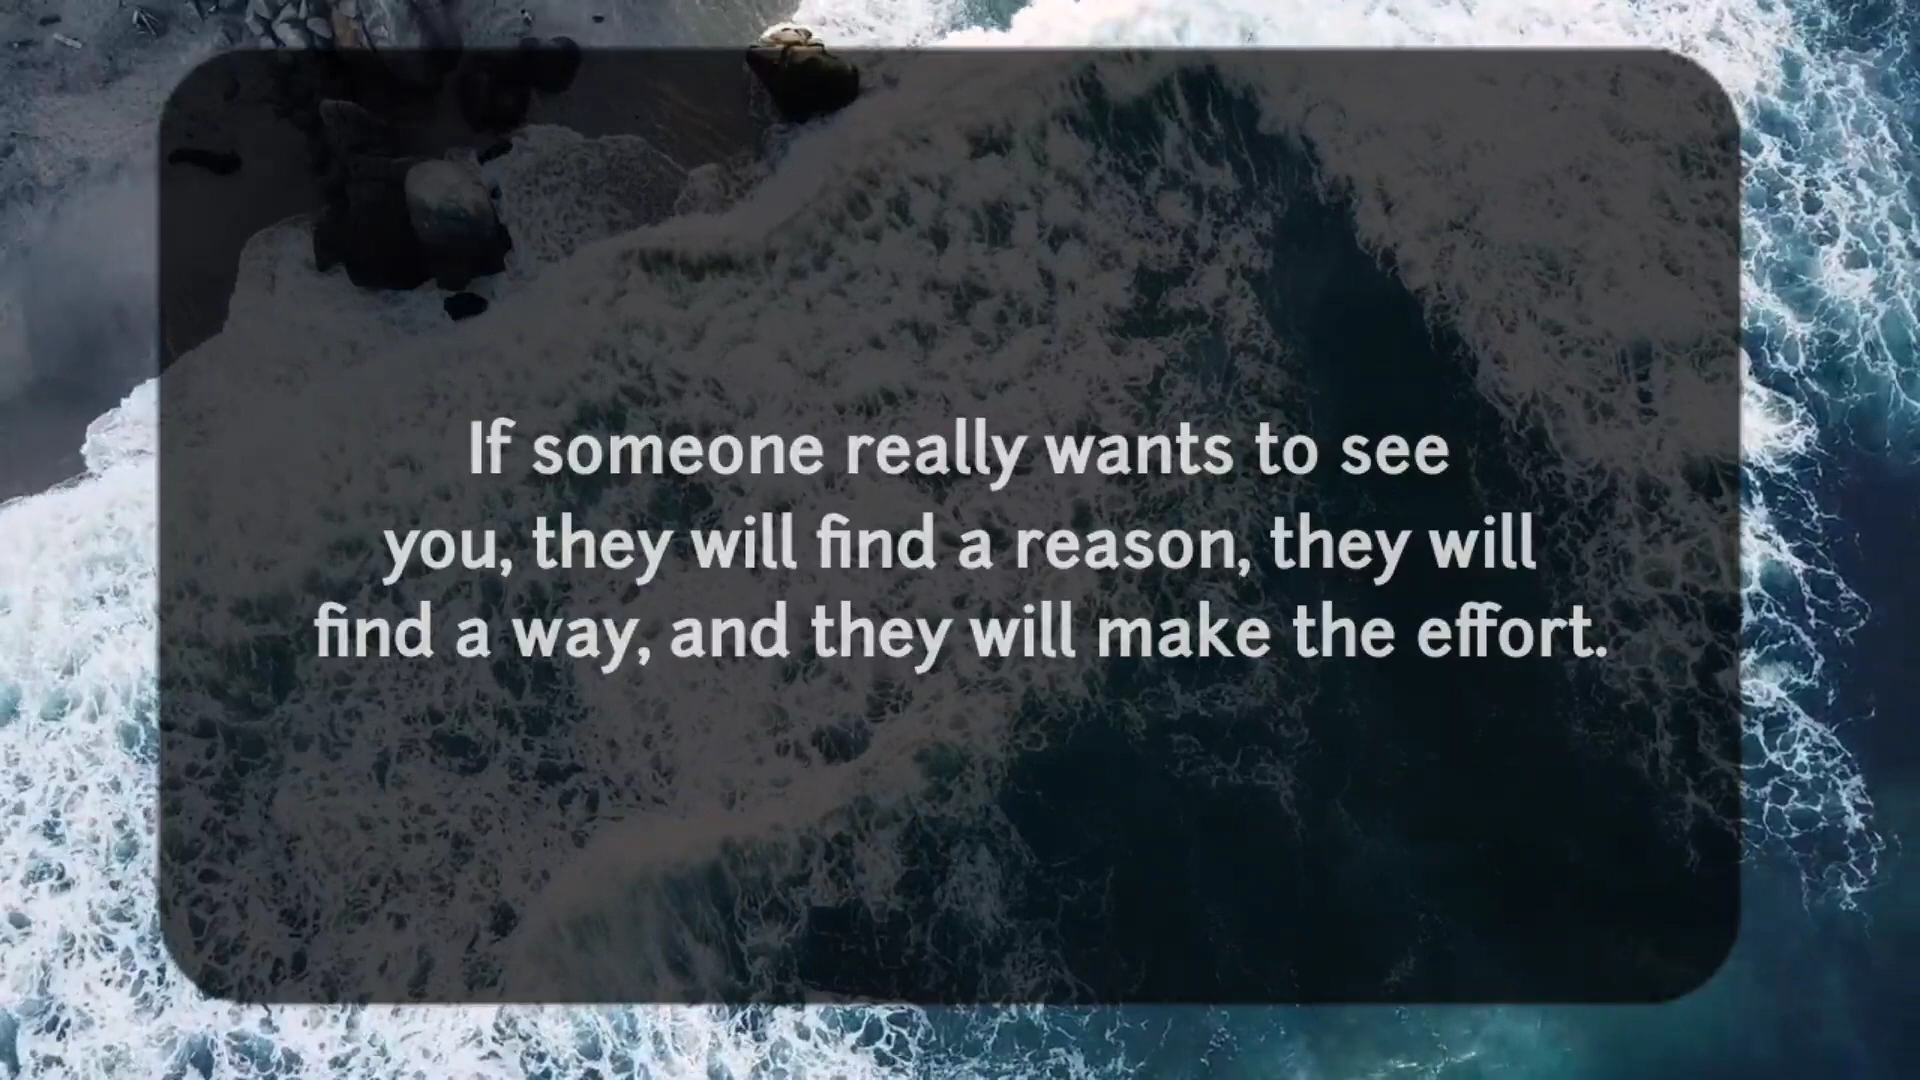 If someone really wants to see
you, they will find a reason, they will
find a way, and they will make the effort.